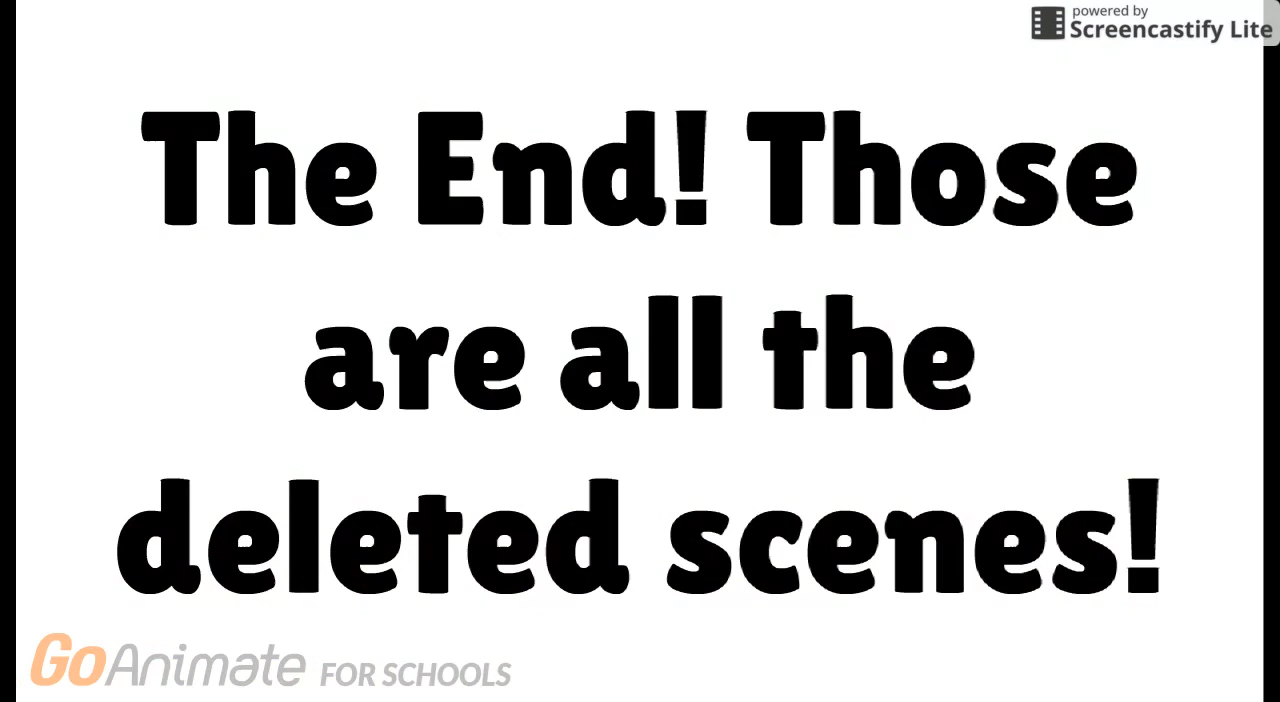 powered by
Screencastify Lite
The End! Those
are all the
deleted scenes!
GoAnimate FOR SCHOOLS